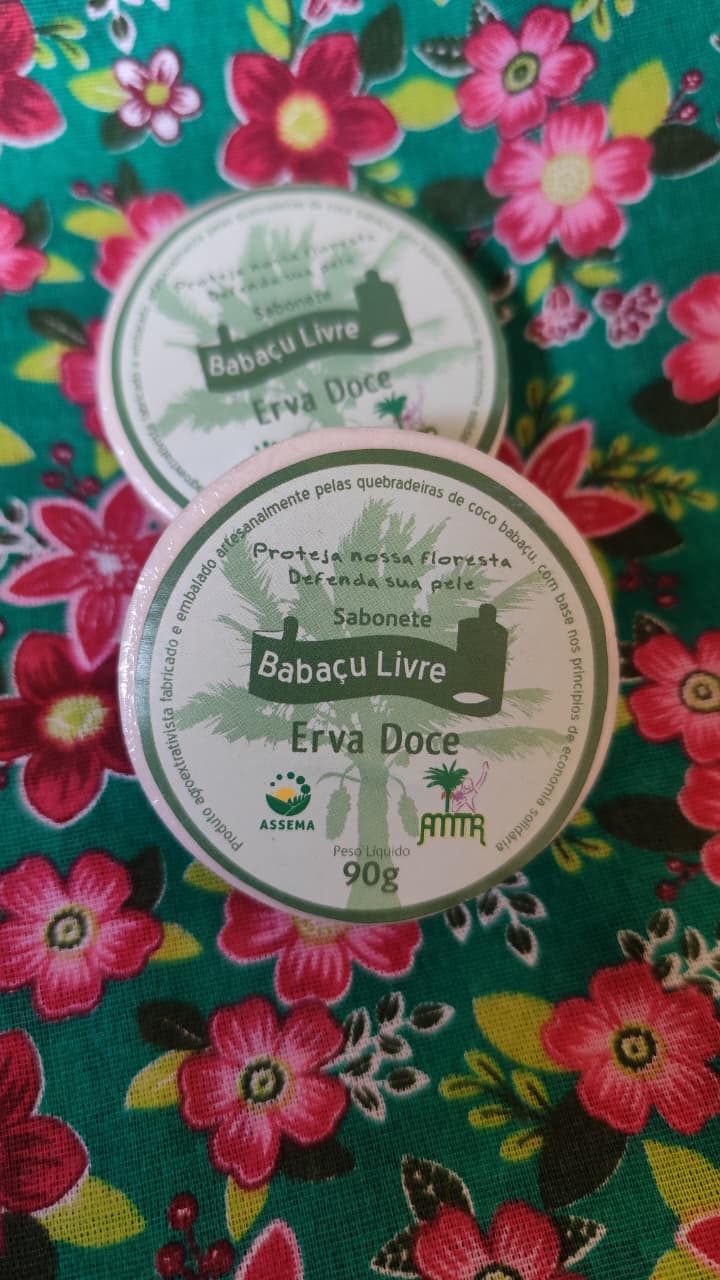 Proteja nossa floresta
Defenda sua pele
Sabonete
Babaçu Livre
Erva Doce
Produto agroextrativista fabricado e embalado artesanalmente pelas quebradeiras de coco babaçu, com base nos princípios de economia solidária
Proteja nossa floresta
Defenda sua pele
Sabonete
Babaçu Livre
Erva Doce
ASSEMA
AMTR
Peso Líquido
90g